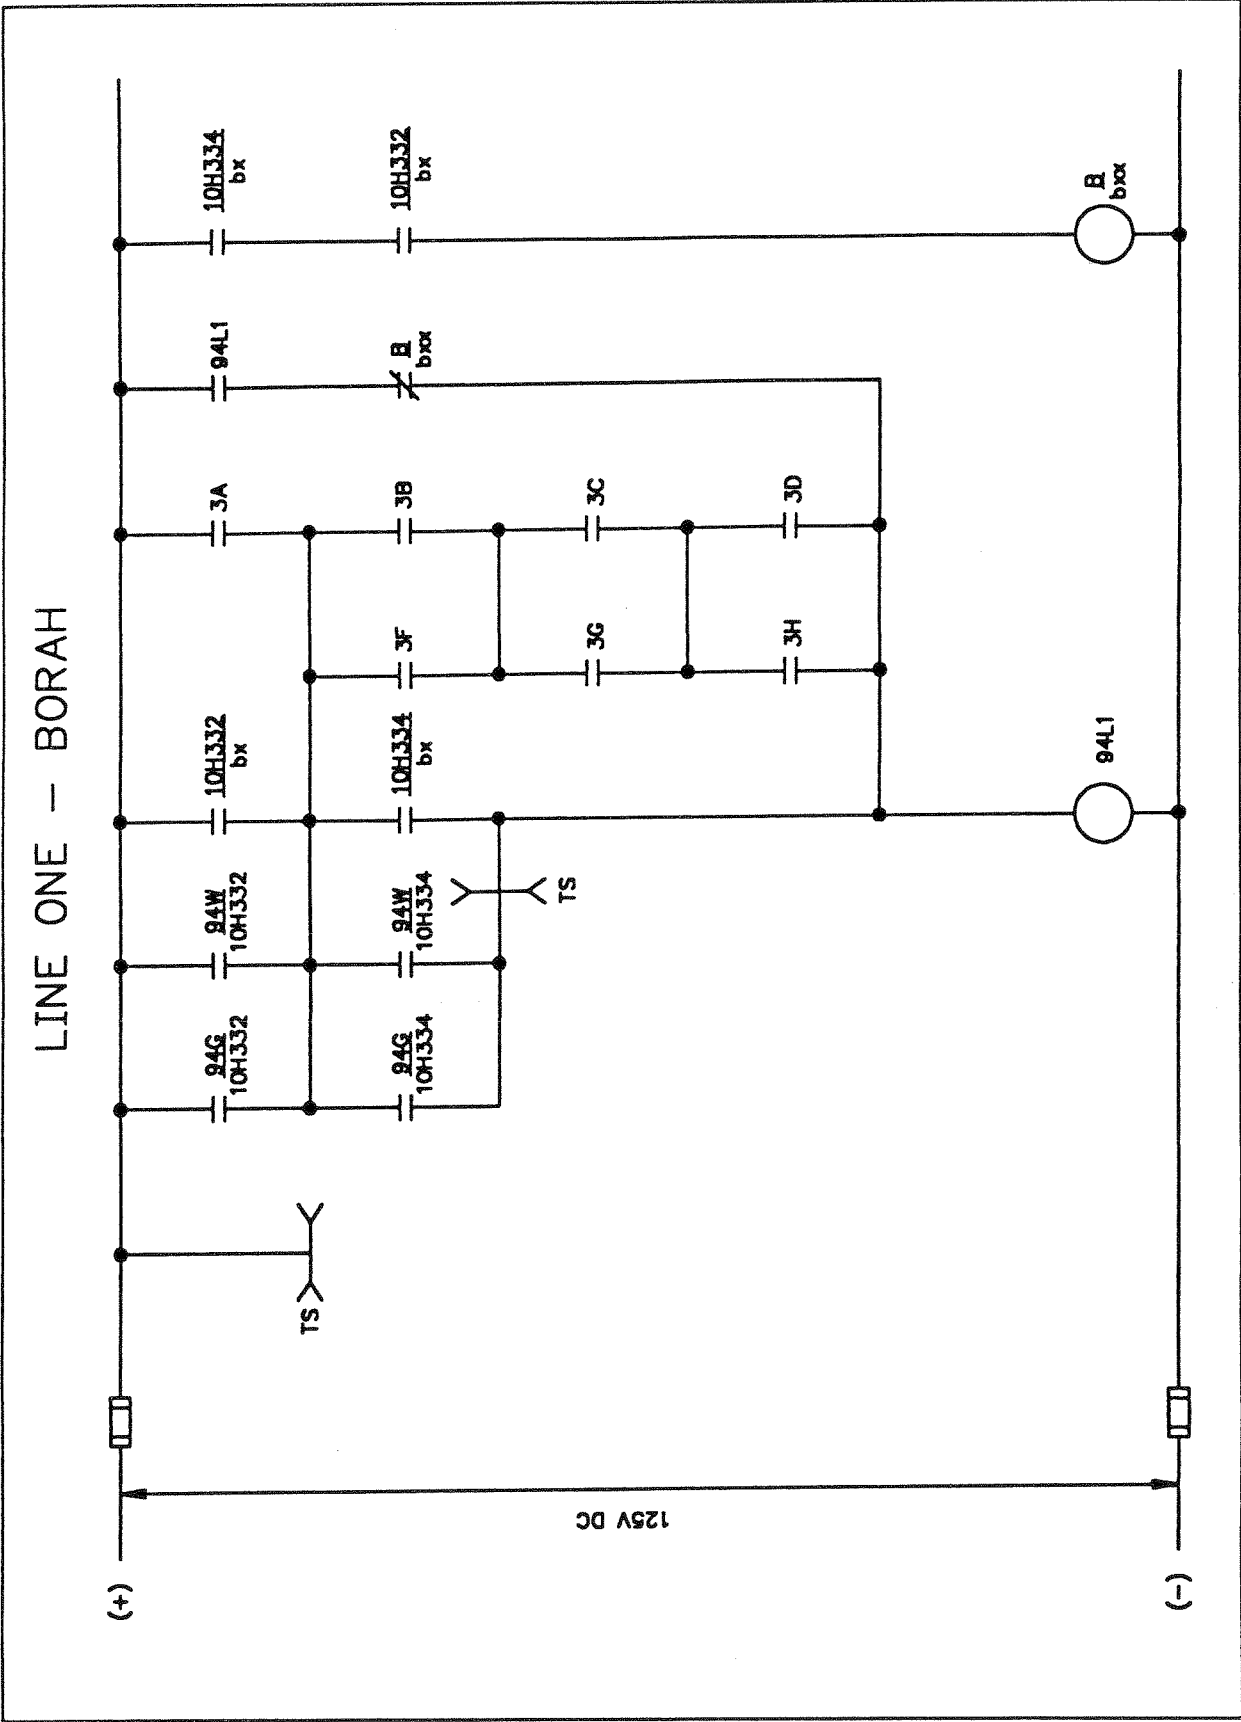 LINE ONE – BORAH
(+)
94G
10H332
94W
10H332
10H332
bx
3A
94L1
10H334
bx
TS
94G
10H334
94W
10H334
10H334
bx
3F
3B
B
bxx
10H332
bx
TS
3G
3C
125V DC
3H
3D
94L1
B
bxx
(-)